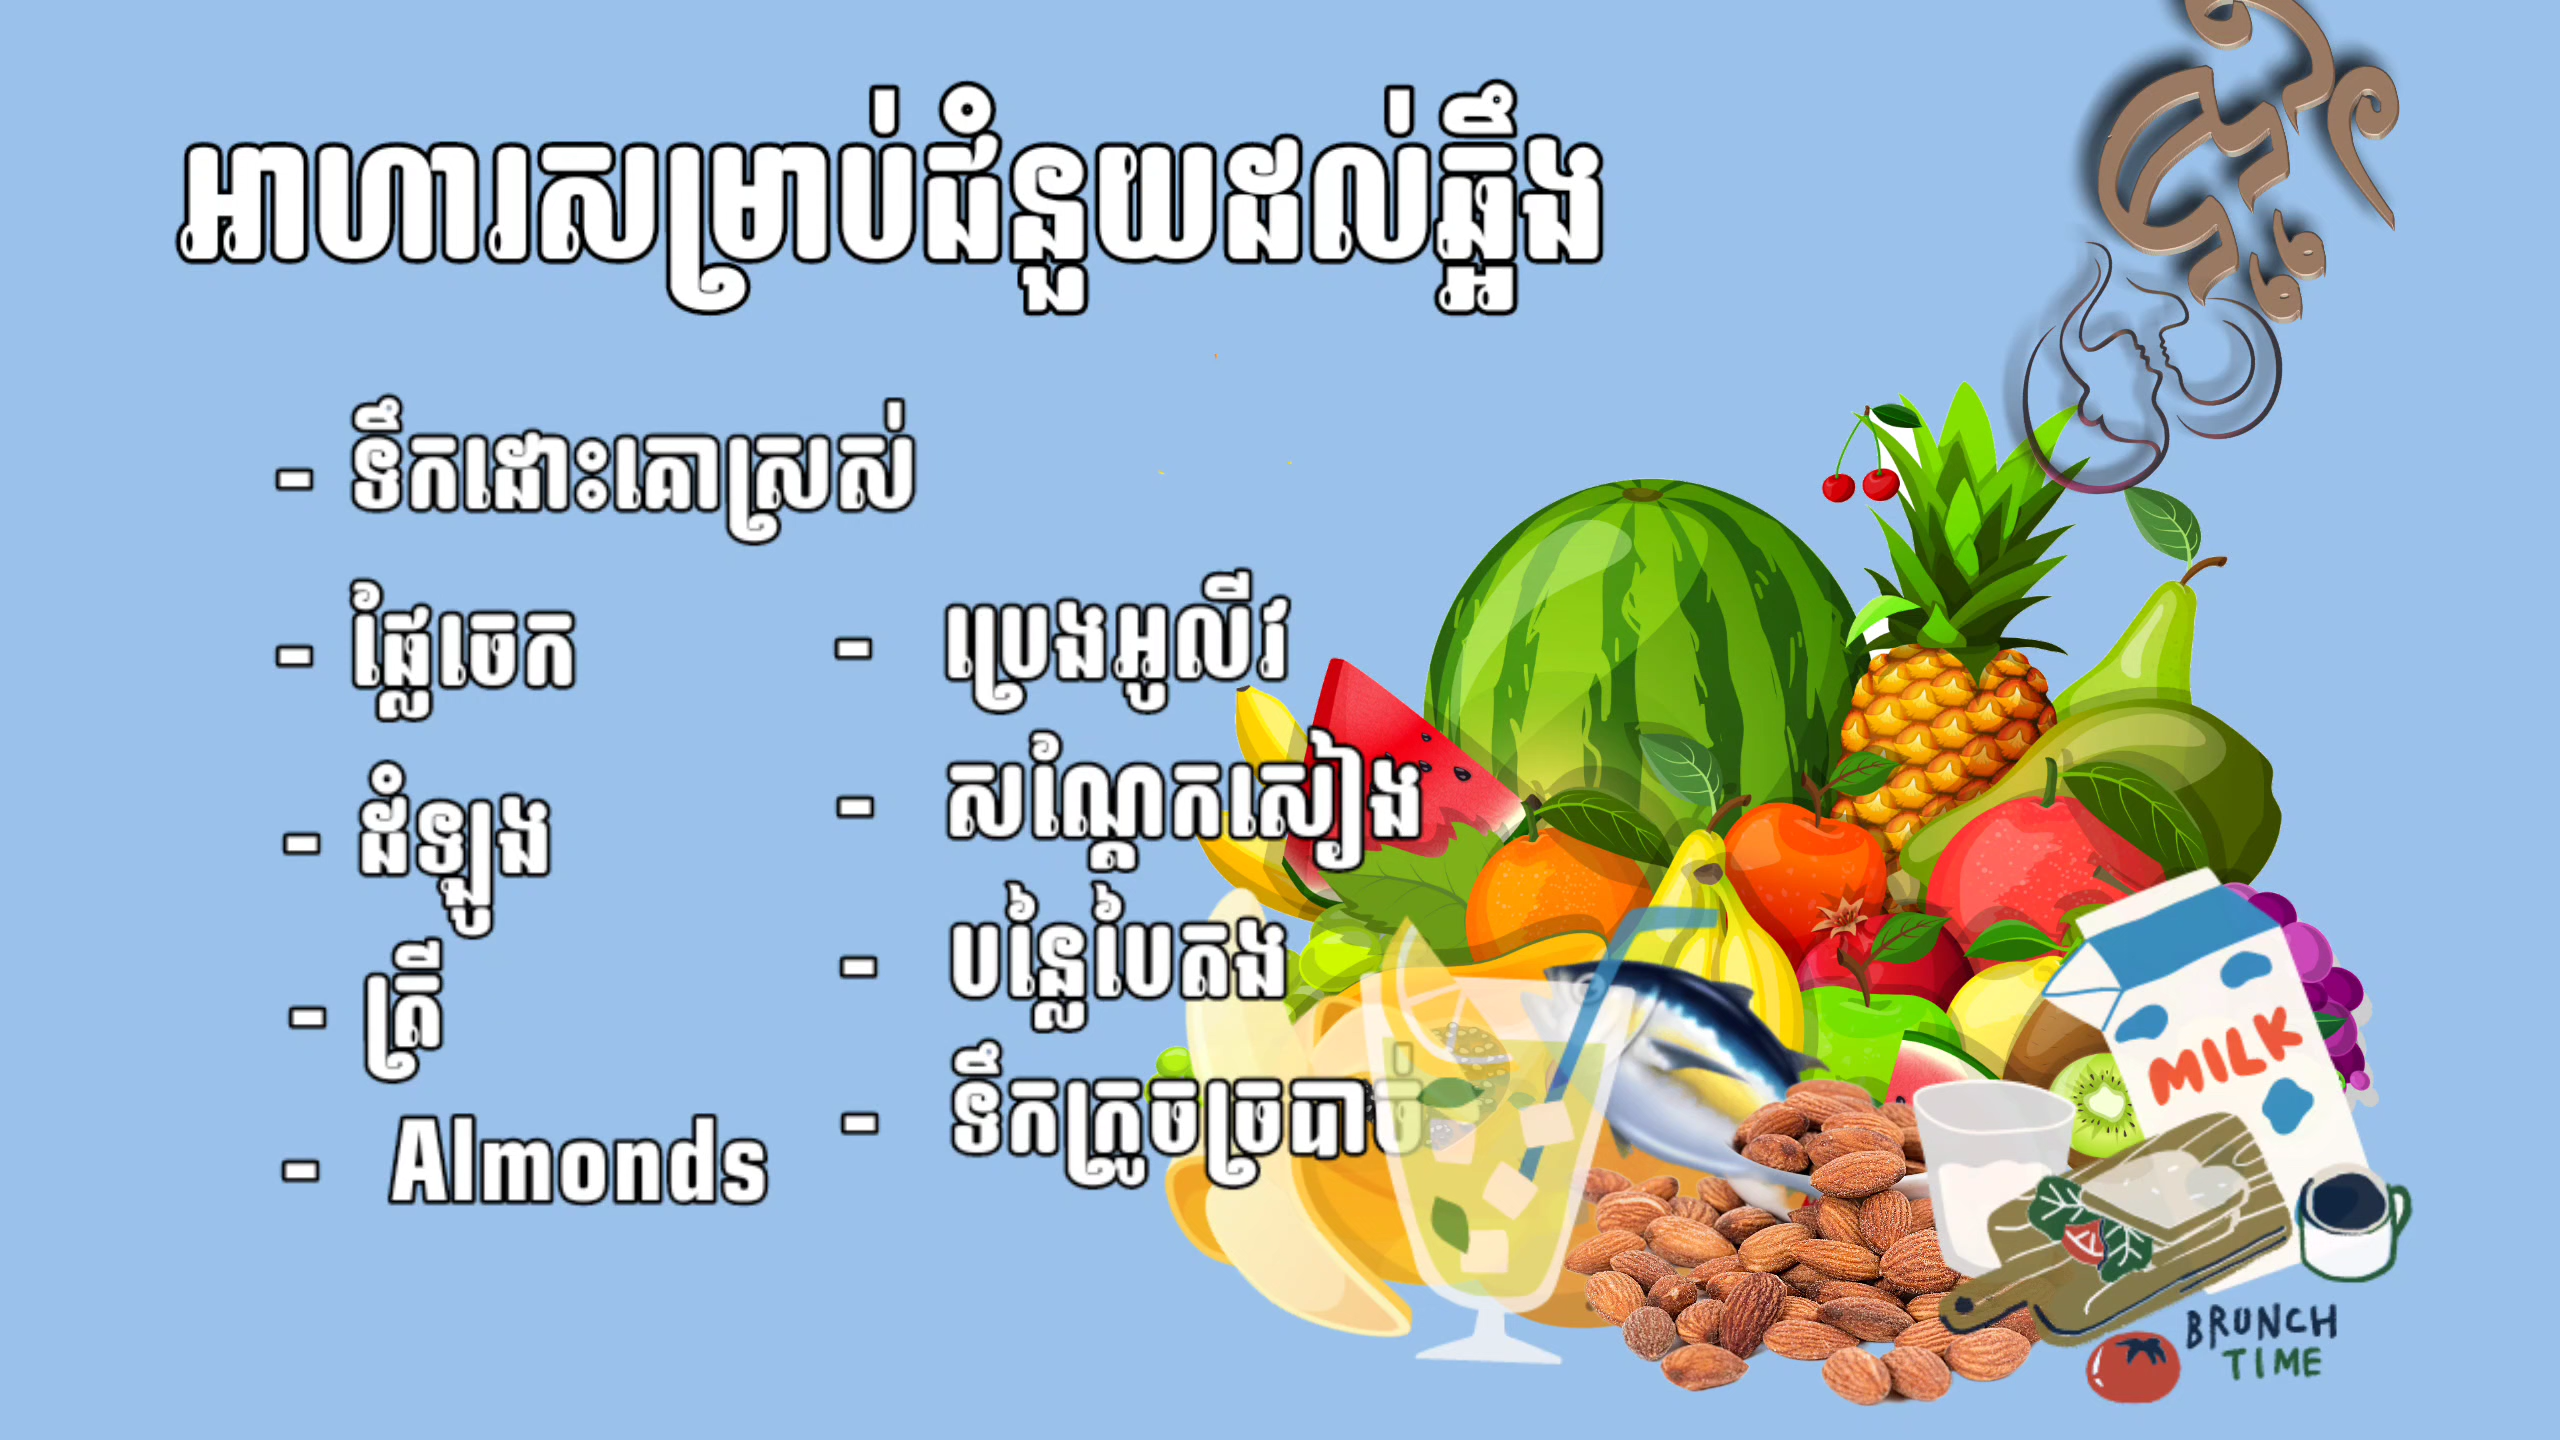 អាហារសម្រាប់ជំនួយដល់ឆ្អឹង
- ទឹកដោះគោស្រស់
- ផ្លែចេក
- ដំឡូង
- ត្រី
- Almonds
- ប្រេងអូលីវ
- សណ្ដែកសៀង
- បន្លែបៃតង
- ទឹកក្រូចច្របាច់
MILK
BRUNCH
TIME